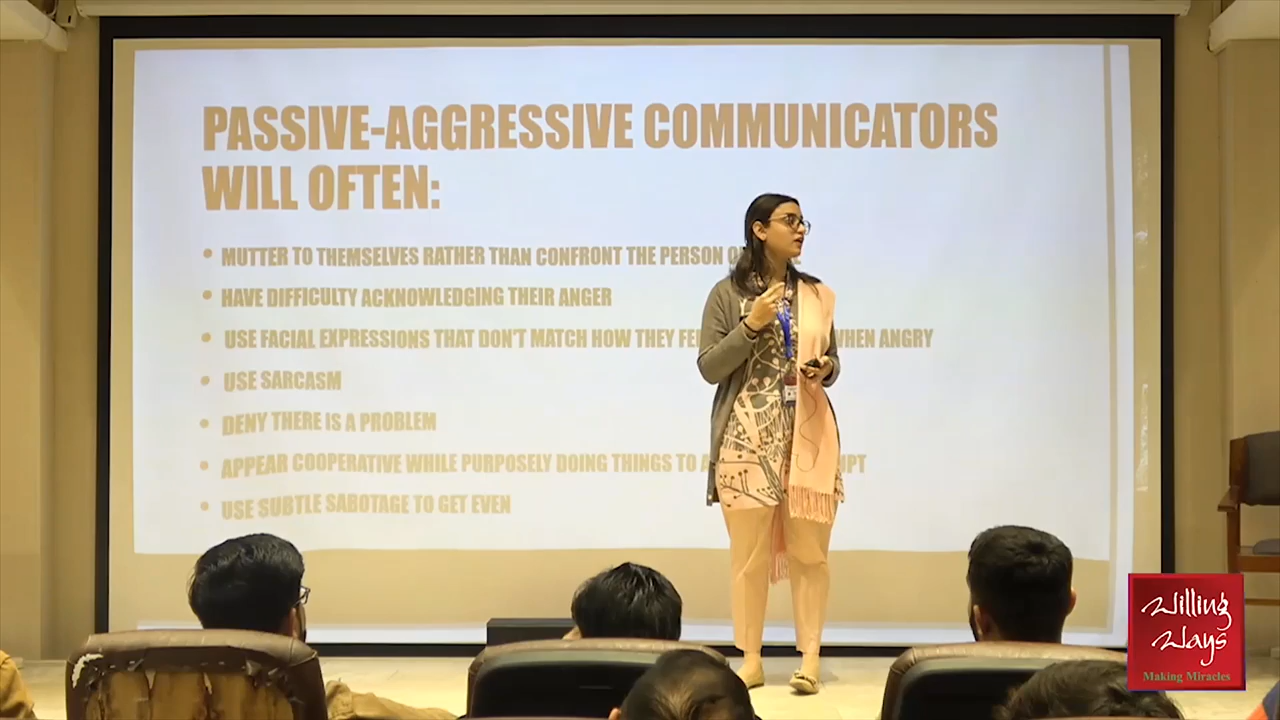 PASSIVE-AGGRESSIVE COMMUNICATORS
WILL OFTEN:
• MUTTER TO THEMSELVES RATHER THAN CONFRONT THE PERSON
• HAVE DIFFICULTY ACKNOWLEDGING THEIR ANGER
• USE FACIAL EXPRESSIONS THAT DON'T MATCH HOW THEY WHEN ANGRY
• USE SARCASM
• DENY THERE IS A PROBLEM
• APPEAR COOPERATIVE WHILE PURPOSELY DOING THINGS TO
• USE SUBTLE SABOTAGE TO GET EVEN
Willing
Ways
Making Miracles